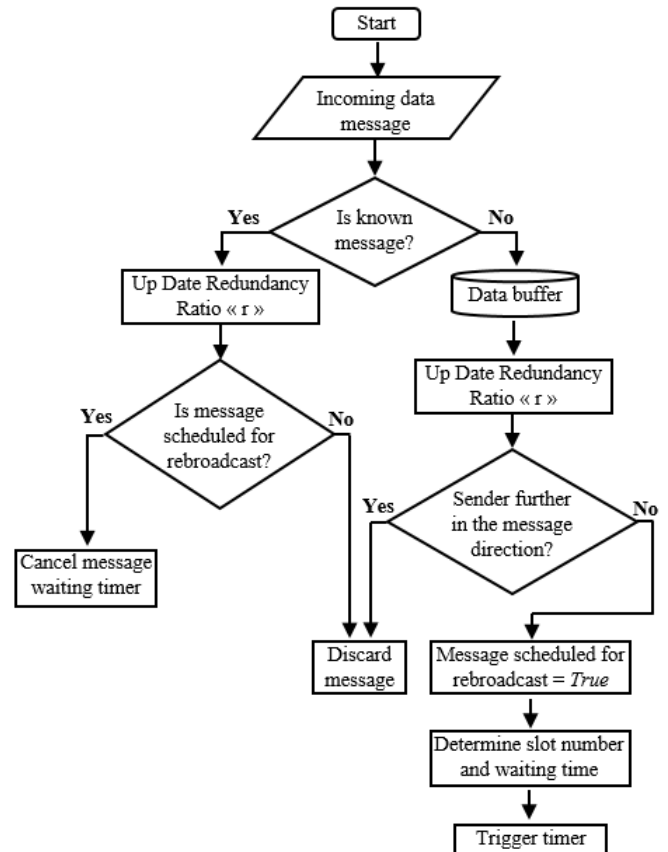 Start
Incoming data
message
Is known
message?
Yes
No
Up Date Redundancy
Ratio « r »
Data buffer
Up Date Redundancy
Ratio « r »
Is message
scheduled for
rebroadcast?
Yes
No
Sender further
in the message
direction?
Yes
No
Cancel message
waiting timer
Discard
message
Message scheduled for
rebroadcast = True
Determine slot number
and waiting time
Trigger timer